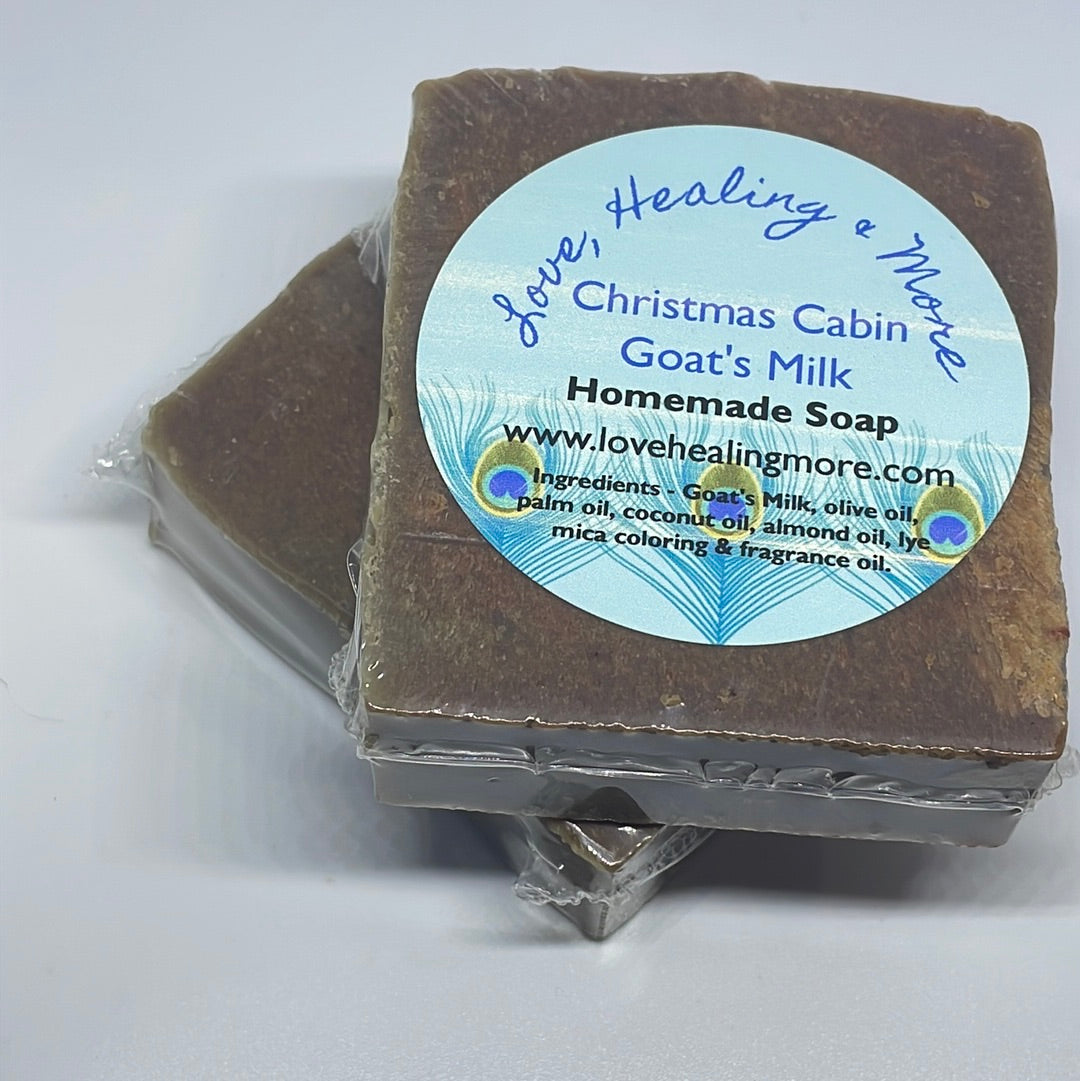 Love, Healing & More
Christmas Cabin
Goat's Milk
Homemade Soap
www.lovehealingmore.com
Ingredients - Goat's Milk, olive oil,
palm oil, coconut oil, almond oil, lye
mica coloring & fragrance oil.